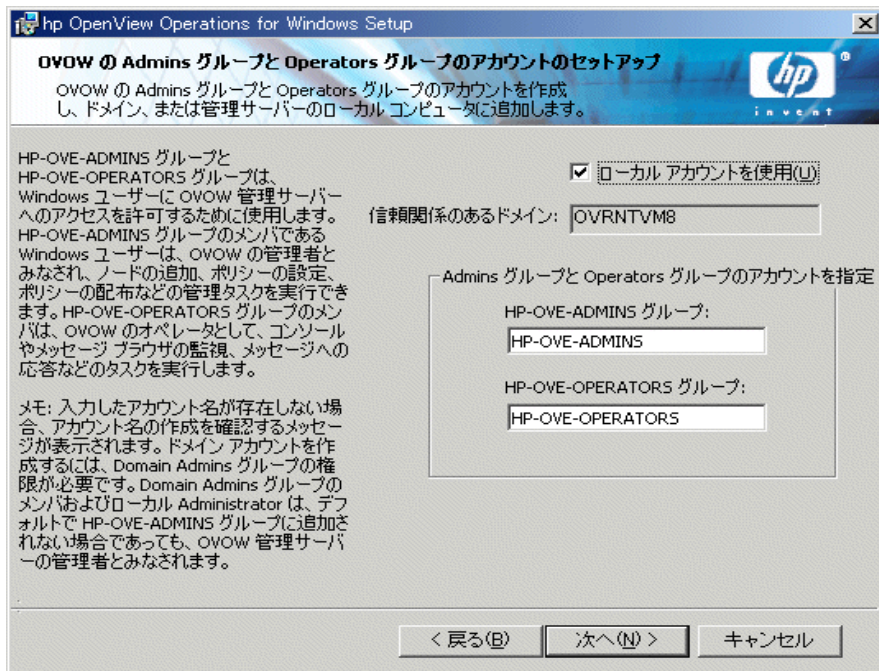 hp OpenView Operations for Windows Setup
OVOW の Admins グループと Operators グループのアカウントのセットアップ
OVOW の Admins グループと Operators グループのアカウントを作成
し、ドメイン、または管理サーバーのローカル コンピュータに追加します。
hp
invent
HP-OVE-ADMINS グループと
HP-OVE-OPERATORS グループは、
Windows ユーザーに OVOW 管理サーバー
へのアクセスを許可するために使用します。
HP-OVE-ADMINS グループのメンバである
Windows ユーザーは、OVOW の管理者と
みなされ、ノードの追加、ポリシーの設定、
ポリシーの配布などの管理タスクを実行でき
ます。HP-OVE-OPERATORS グループのメン
バは、OVOW のオペレータとして、コンソール
やメッセージ ブラウザの監視、メッセージへの
応答などのタスクを実行します。
メモ: 入力したアカウント名が存在しない場
合、アカウント名の作成を確認するメッセー
ジが表示されます。ドメイン アカウントを作
成するには、Domain Admins グループの権
限が必要です。Domain Admins グループの
メンバおよびローカル Administrator は、デフ
ォルトで HP-OVE-ADMINS グループに追加さ
れない場合であっても、OVOW 管理サーバ
ーの管理者とみなされます。
ローカル アカウントを使用(U)
信頼関係のあるドメイン: OVRNTVM8
Admins グループと Operators グループのアカウントを指定
HP-OVE-ADMINS グループ:
HP-OVE-ADMINS
HP-OVE-OPERATORS グループ:
HP-OVE-OPERATORS
< 戻る(B) 次へ(N) > キャンセル